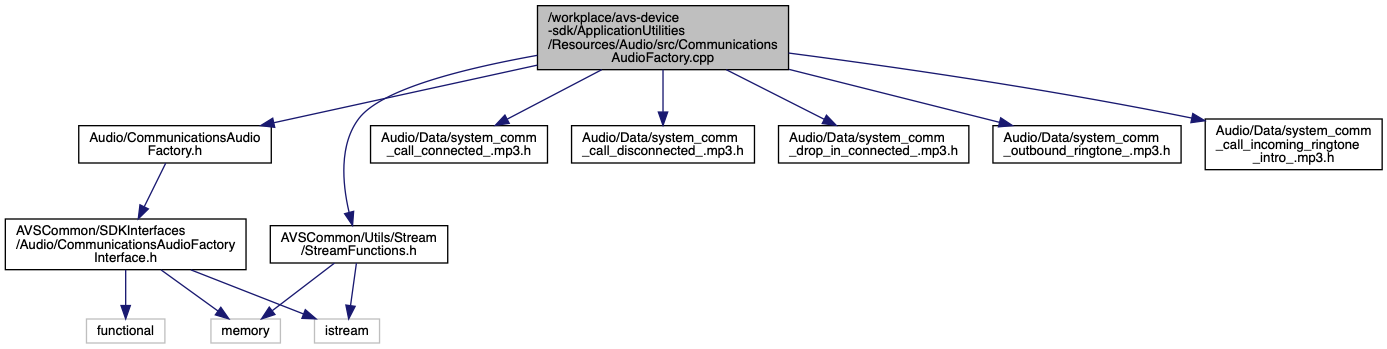 /workplace/avs-device
-sdk/ApplicationUtilities
/Resources/Audio/src/Communications
AudioFactory.cpp
Audio/CommunicationsAudio
Factory.h
Audio/Data/system_comm
_call_connected_.mp3.h
Audio/Data/system_comm
_call_disconnected_.mp3.h
Audio/Data/system_comm
_drop_in_connected_.mp3.h
Audio/Data/system_comm
_outbound_ringtone_.mp3.h
Audio/Data/system_comm
_call_incoming_ringtone
_intro_.mp3.h
AVSCommon/SDKInterfaces
/Audio/CommunicationsAudioFactory
Interface.h
AVSCommon/Utils/Stream
/StreamFunctions.h
functional
memory
istream